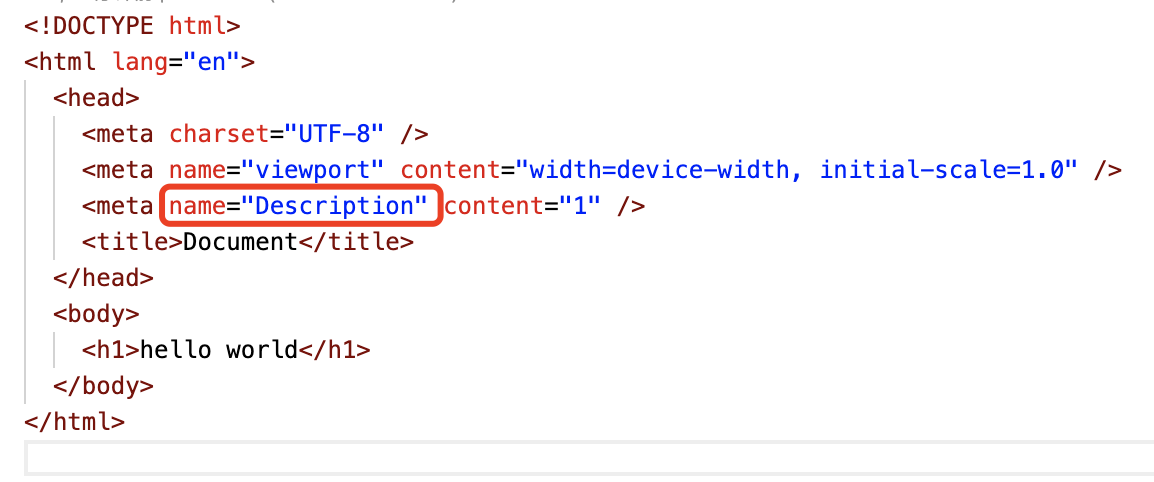 <!DOCTYPE html>
<html lang="en">
<head>
<meta charset="UTF-8" />
<meta name="viewport" content="width=device-width, initial-scale=1.0" />
<meta name="Description" content="1" />
<title>Document</title>
</head>
<body>
<h1>hello world</h1>
</body>
</html>